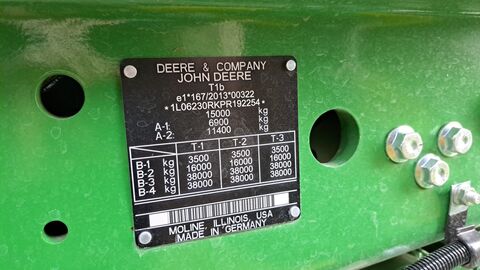 DEERE & COMPANY
JOHN DEERE
T1b
e1*167/2013*00322
*1L06230RKPR192254*
kg 15000
A-1: kg 6900
A-2: kg 11400
T-1 T-2 T-3
B-1 kg 3500 3500 3500
B-2 kg 16000 16000 16000
B-3 kg 38000 38000 38000
B-4 kg 38000 38000 38000
MOLINE, ILLINOIS, USA
MADE IN GERMANY